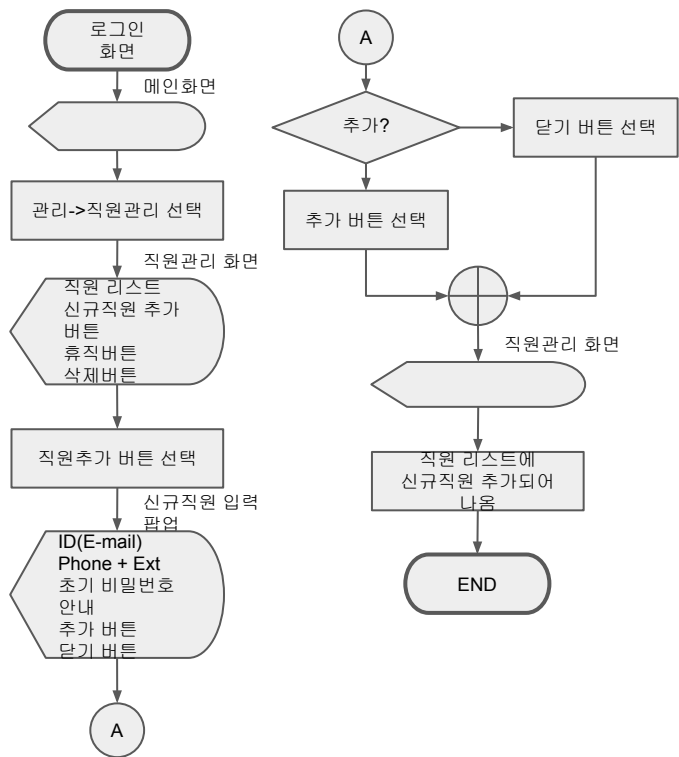 로그인
화면
메인화면
관리->직원관리 선택
직원관리 화면
직원 리스트
신규직원 추가
버튼
휴직버튼
삭제버튼
직원추가 버튼 선택
신규직원 입력
팝업
ID(E-mail)
Phone + Ext
초기 비밀번호
안내
추가 버튼
닫기 버튼
A
A
추가?
닫기 버튼 선택
추가 버튼 선택
직원관리 화면
직원 리스트에
신규직원 추가되어
나옴
END